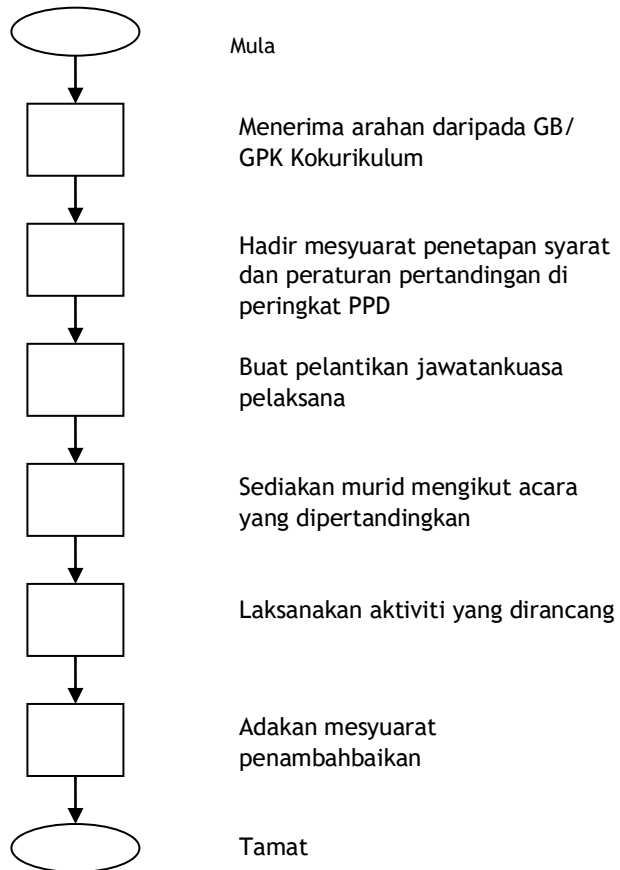 Mula
Menerima arahan daripada GB/
GPK Kokurikulum
Hadir mesyuarat penetapan syarat
dan peraturan pertandingan di
peringkat PPD
Buat pelantikan jawatankuasa
pelaksana
Sediakan murid mengikut acara
yang dipertandingkan
Laksanakan aktiviti yang dirancang
Adakan mesyuarat
penambahbaikan
Tamat